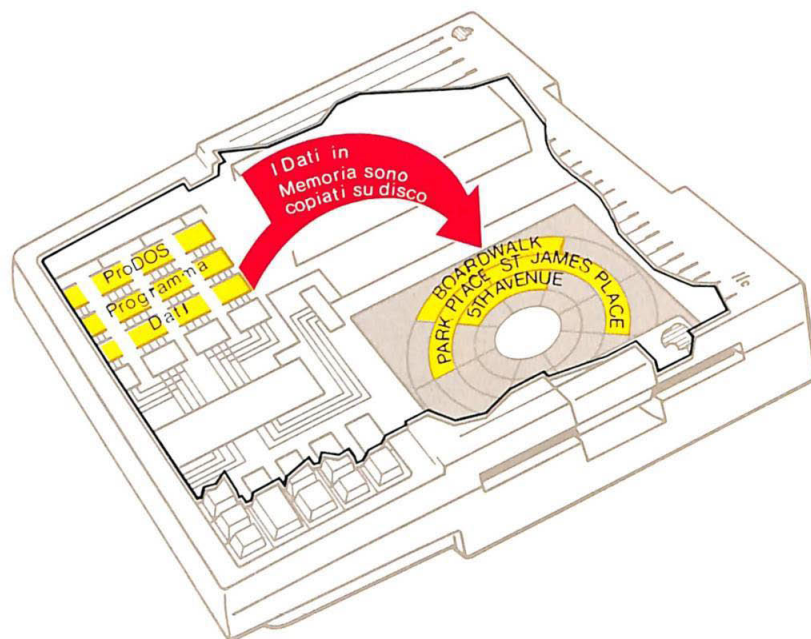 I Dati in
Memoria sono
copiati su disco
ProDOS
Programma
Dati
BOARDWALK
PARK PLACE ST JAMES PLACE
5TH AVENUE
//c